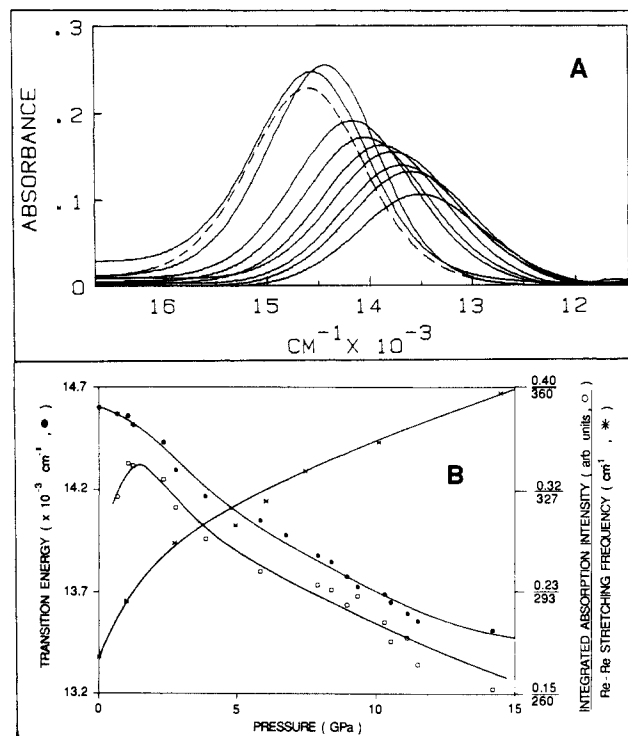 A
ABSORBANCE
.3
.2
.1
0
16 15 14 13 12
CM⁻¹ X 10⁻³
B
TRANSITION ENERGY ( x 10⁻³ cm⁻¹ , ●)
14.7
14.2
13.7
13.2
0 5 10 15
PRESSURE ( GPa )
0.40
360
0.32
327
0.23
293
0.15
260
INTEGRATED ABSORPTION INTENSITY ( arb units, ○ )
Re - Re STRETCHING FREQUENCY ( cm¹ , * )